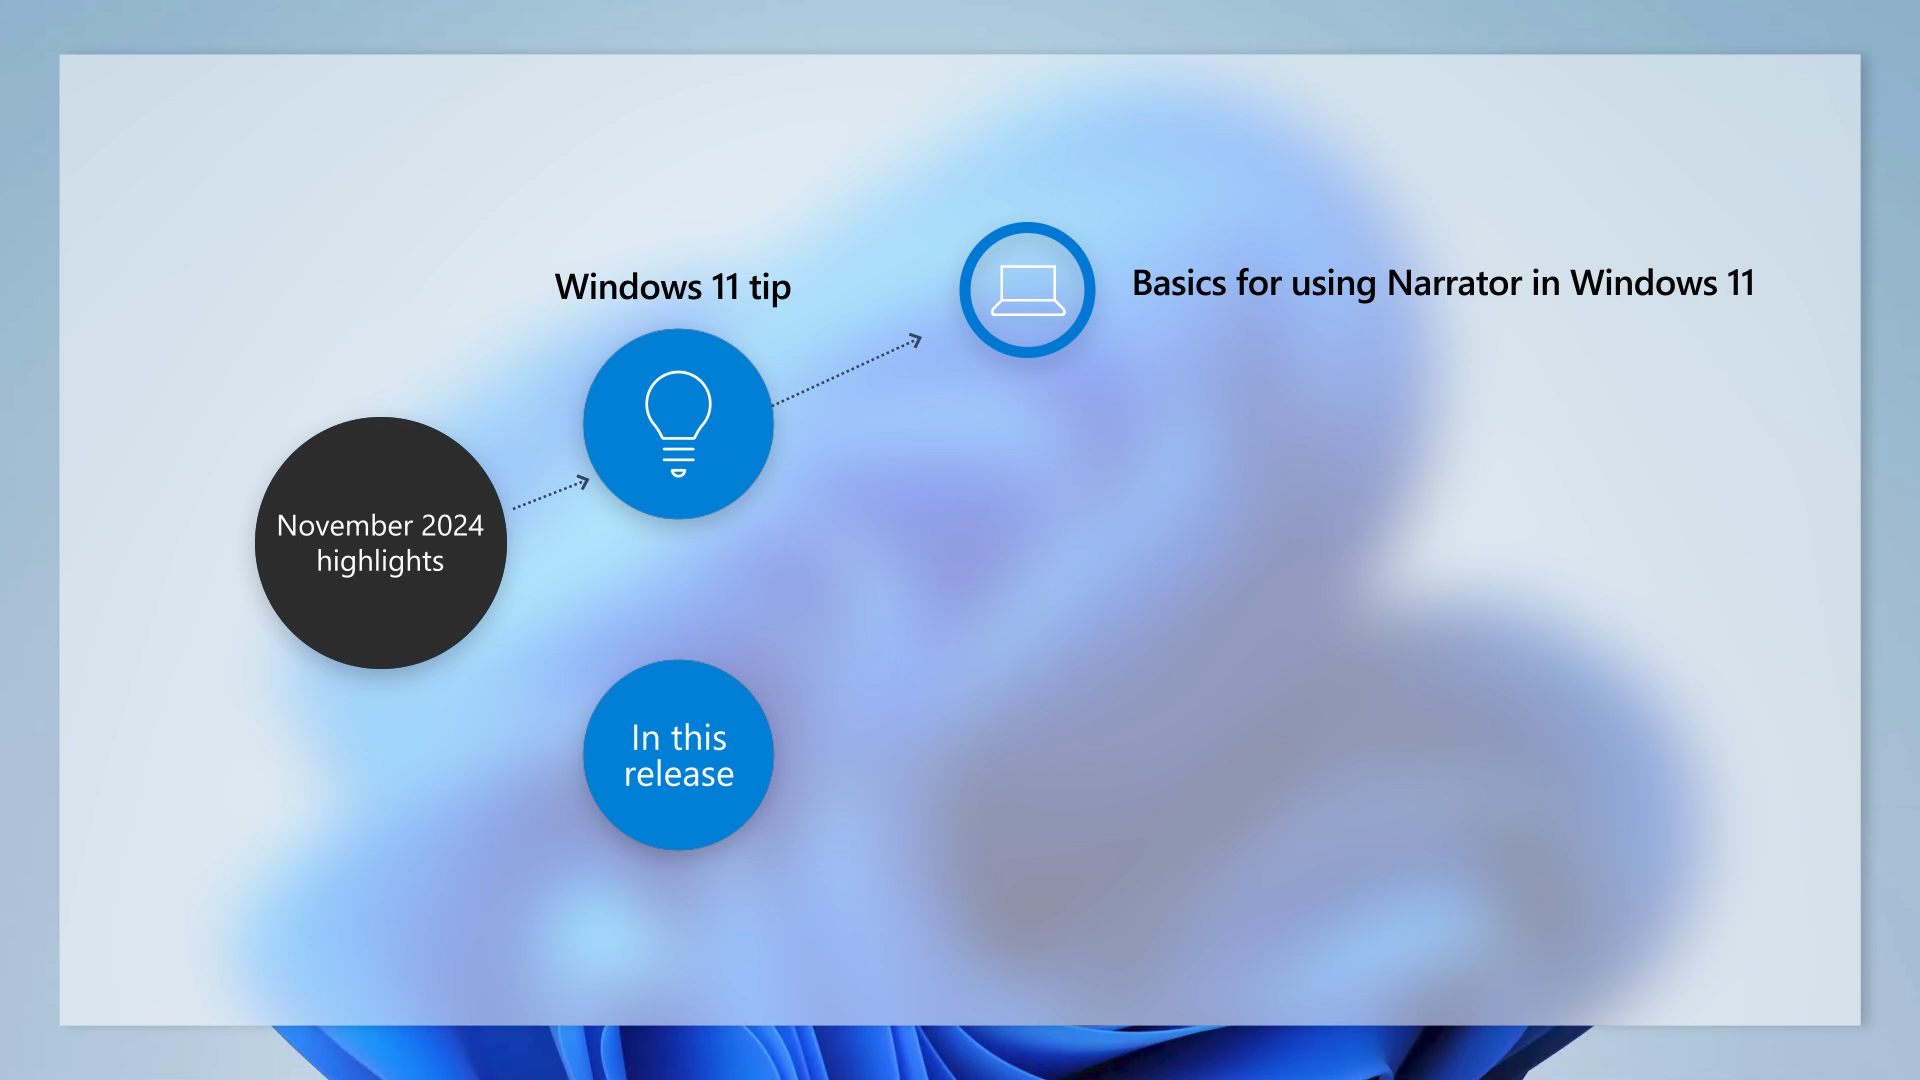 Windows 11 tip
Basics for using Narrator in Windows 11
November 2024
highlights
In this
release